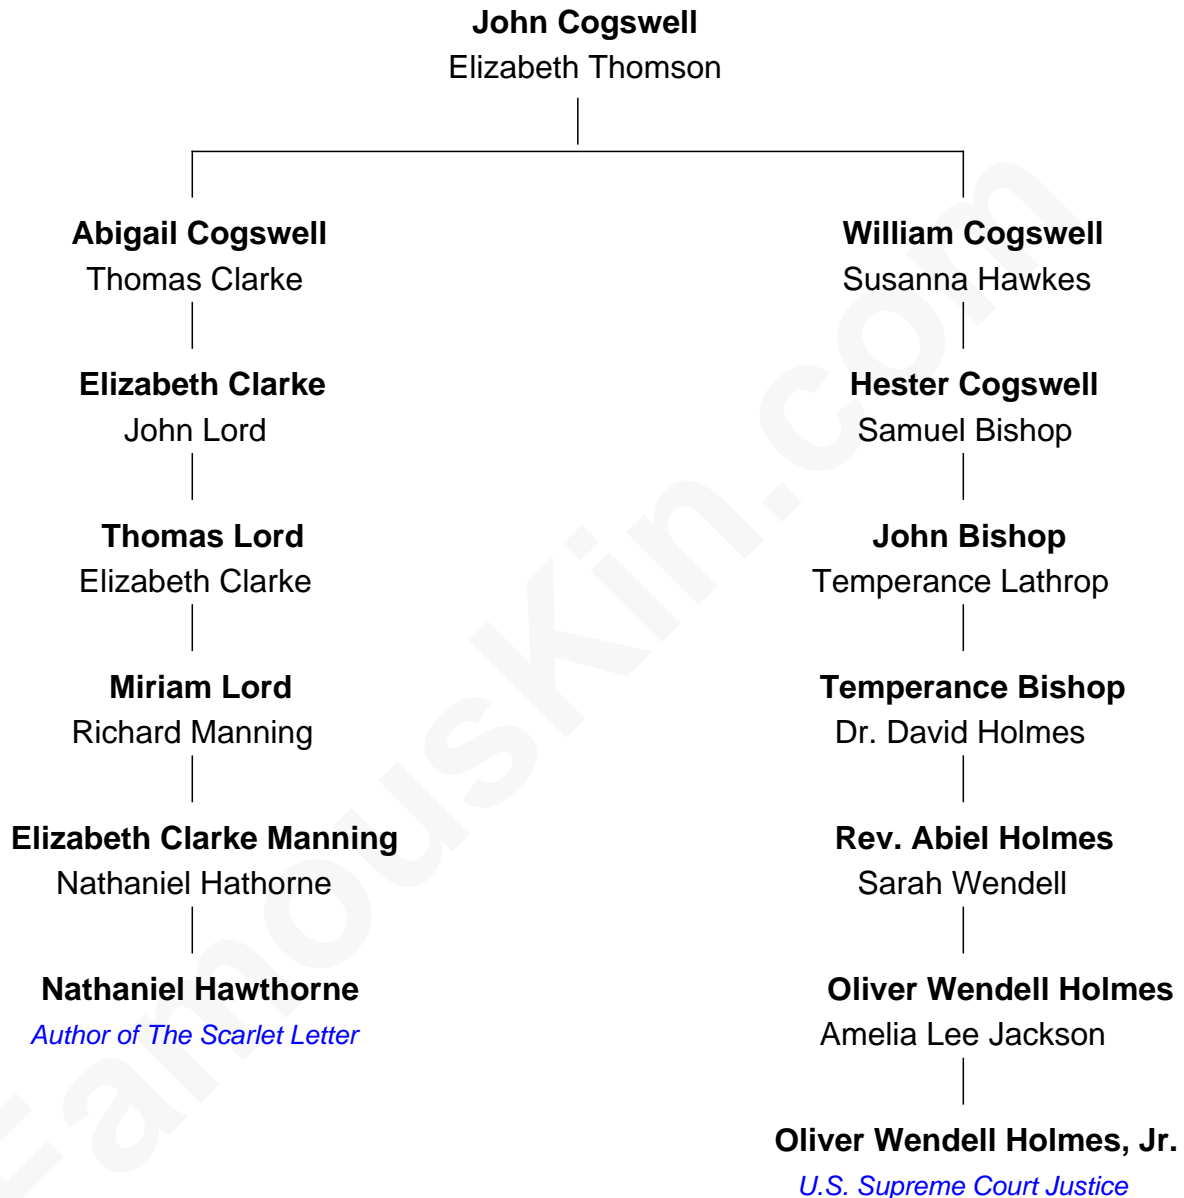 John Cogswell
Elizabeth Thomson
Abigail Cogswell
Thomas Clarke
Elizabeth Clarke
John Lord
Thomas Lord
Elizabeth Clarke
Miriam Lord
Richard Manning
Elizabeth Clarke Manning
Nathaniel Hathorne
Nathaniel Hawthorne
Author of The Scarlet Letter
William Cogswell
Susanna Hawkes
Hester Cogswell
Samuel Bishop
John Bishop
Temperance Lathrop
Temperance Bishop
Dr. David Holmes
Rev. Abiel Holmes
Sarah Wendell
Oliver Wendell Holmes
Amelia Lee Jackson
Oliver Wendell Holmes, Jr.
U.S. Supreme Court Justice
FamousKin.com